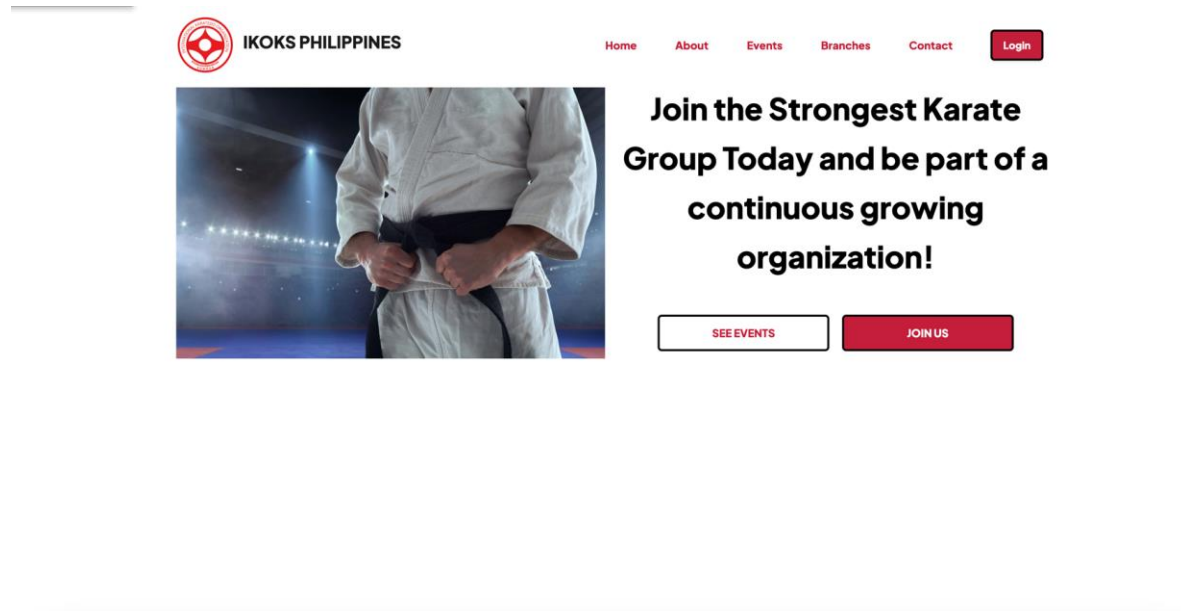 IKOKS PHILIPPINES
Home About Events Branches Contact Login
Join the Strongest Karate
Group Today and be part of a
continuous growing
organization!
SEE EVENTS JOIN US